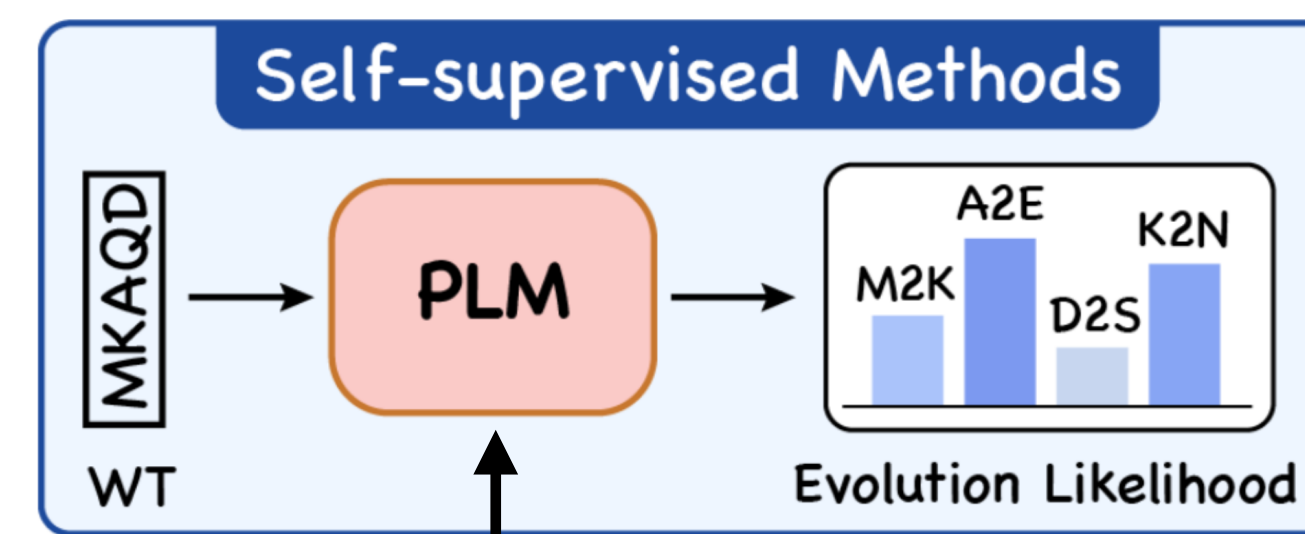 Self-supervised Methods
MKAQD
WT
PLM
M2K
A2E
D2S
K2N
Evolution Likelihood